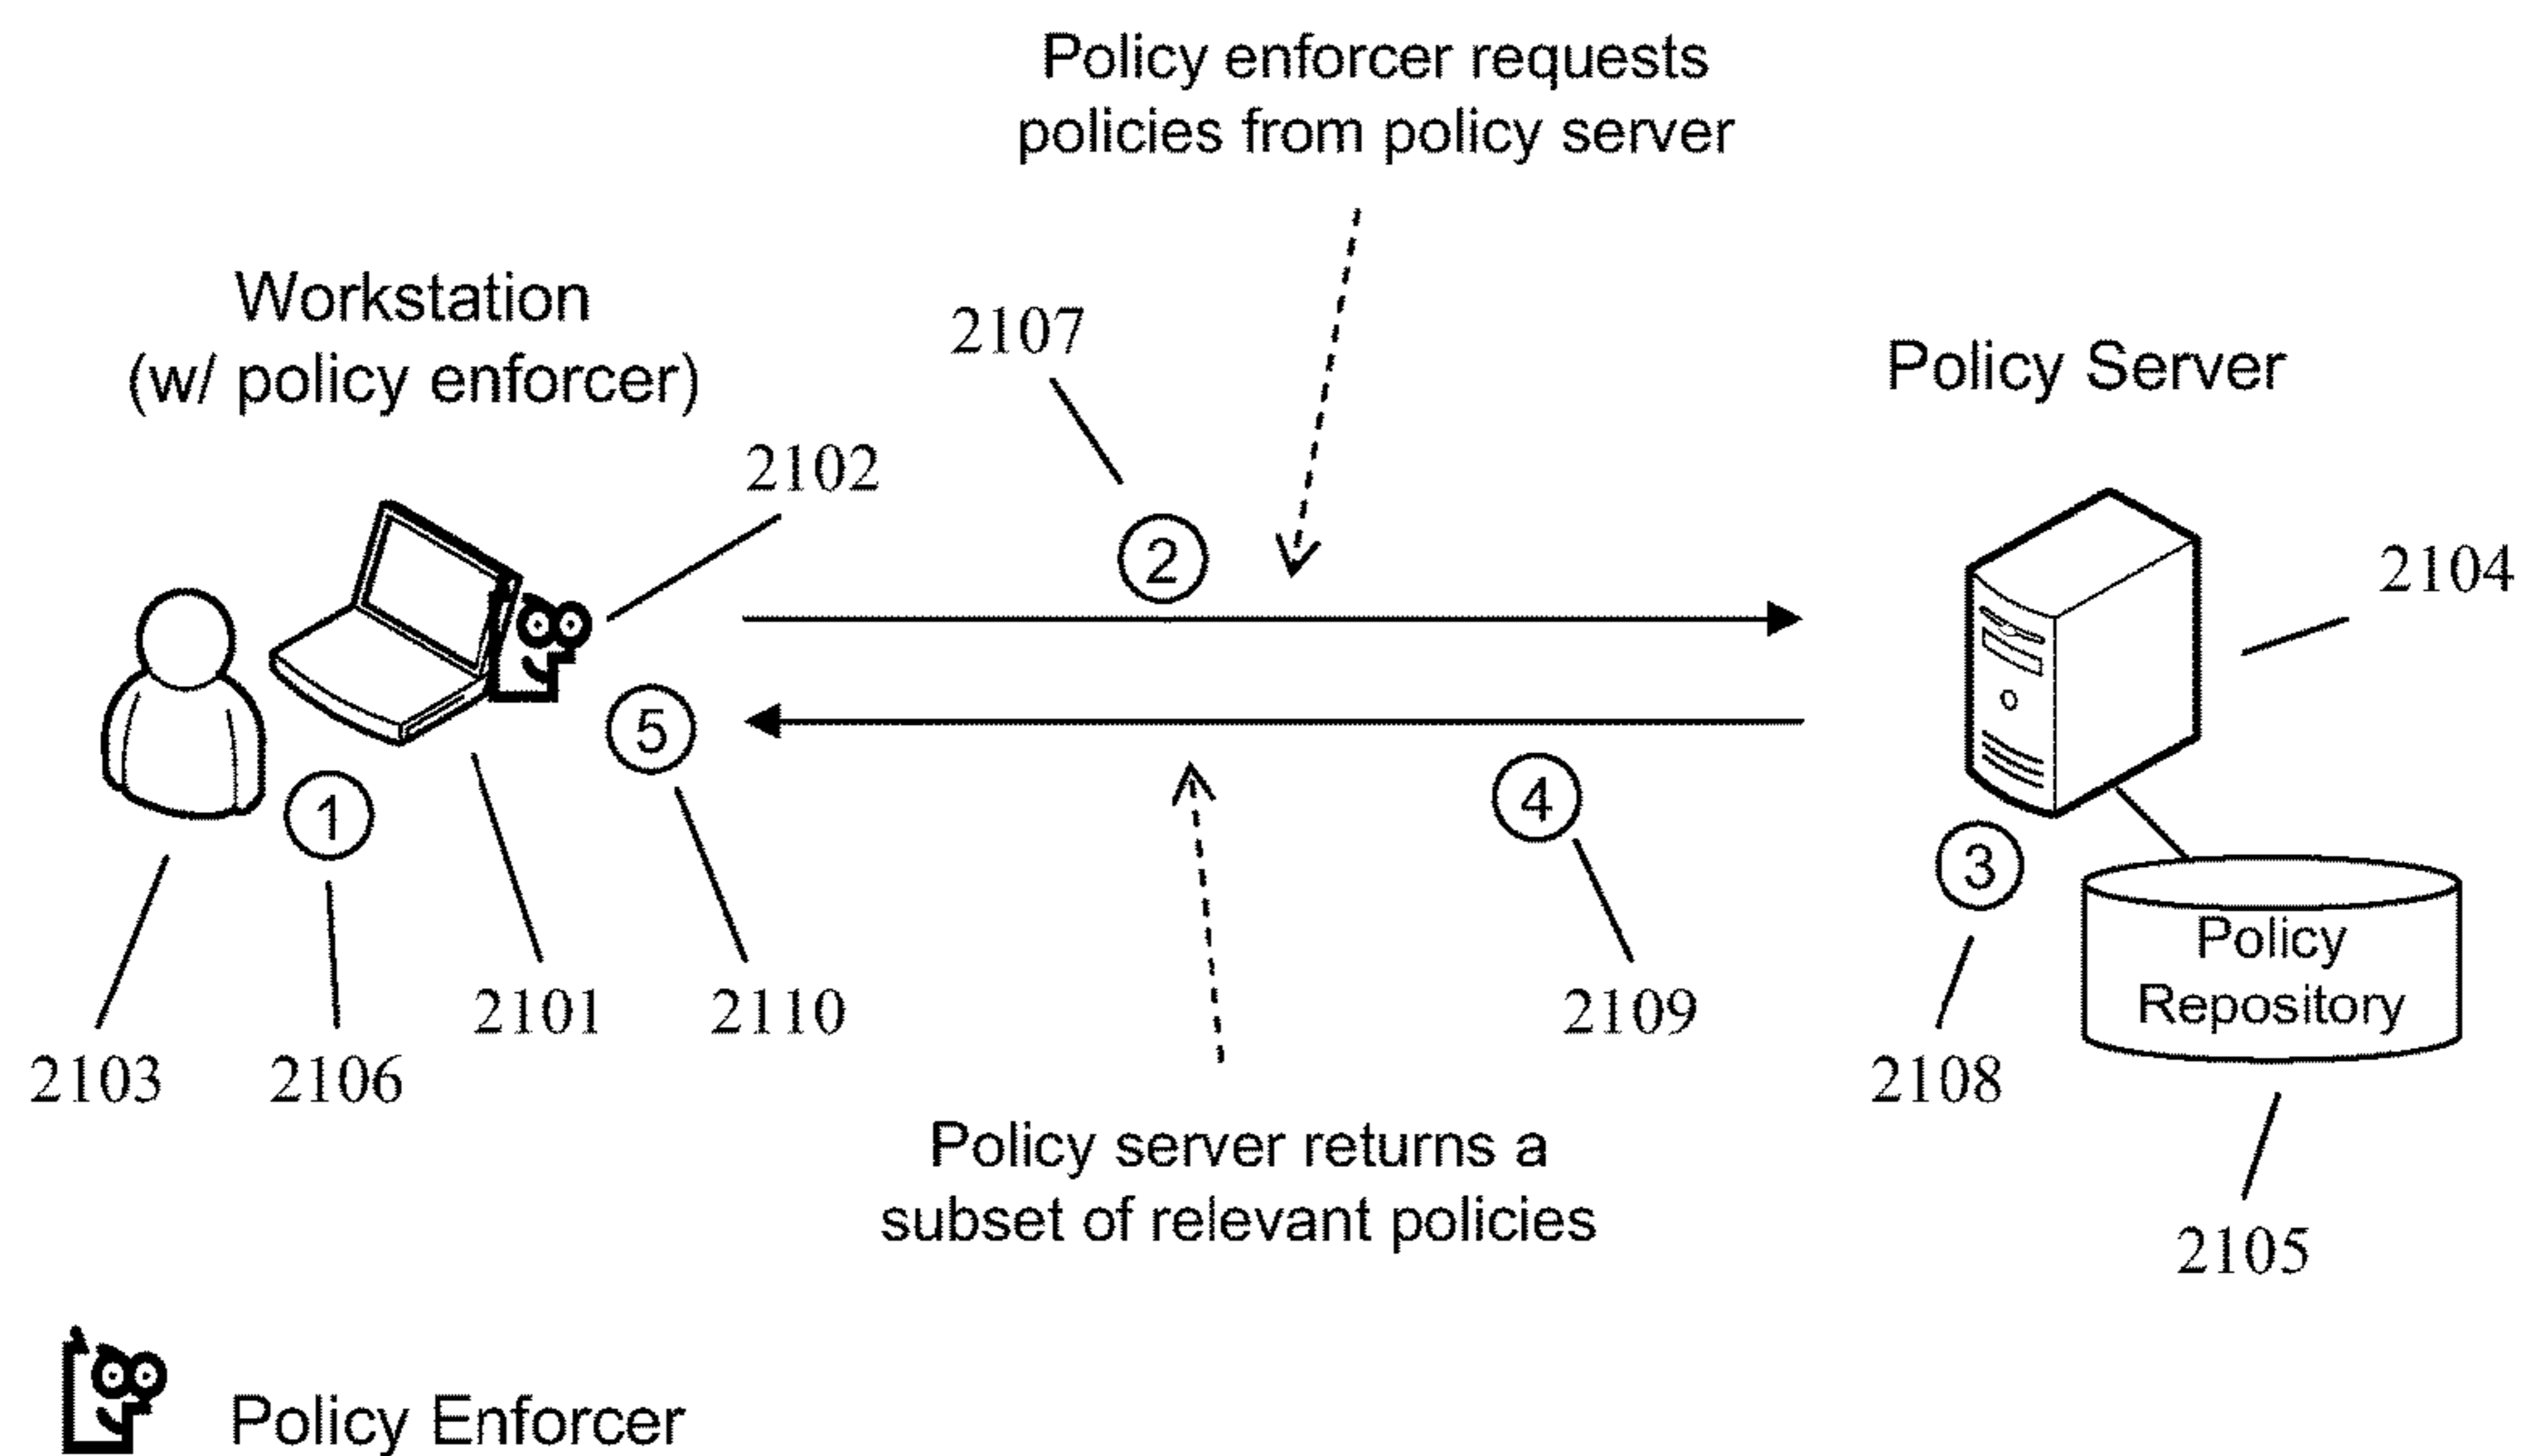 Policy enforcer requests
policies from policy server
Workstation
(w/ policy enforcer)
2107
Policy Server
2102
2
2104
5
4
1
3
Policy
Repository
2101
2110
2109
2103
2106
2108
Policy server returns a
subset of relevant policies
2105
Policy Enforcer